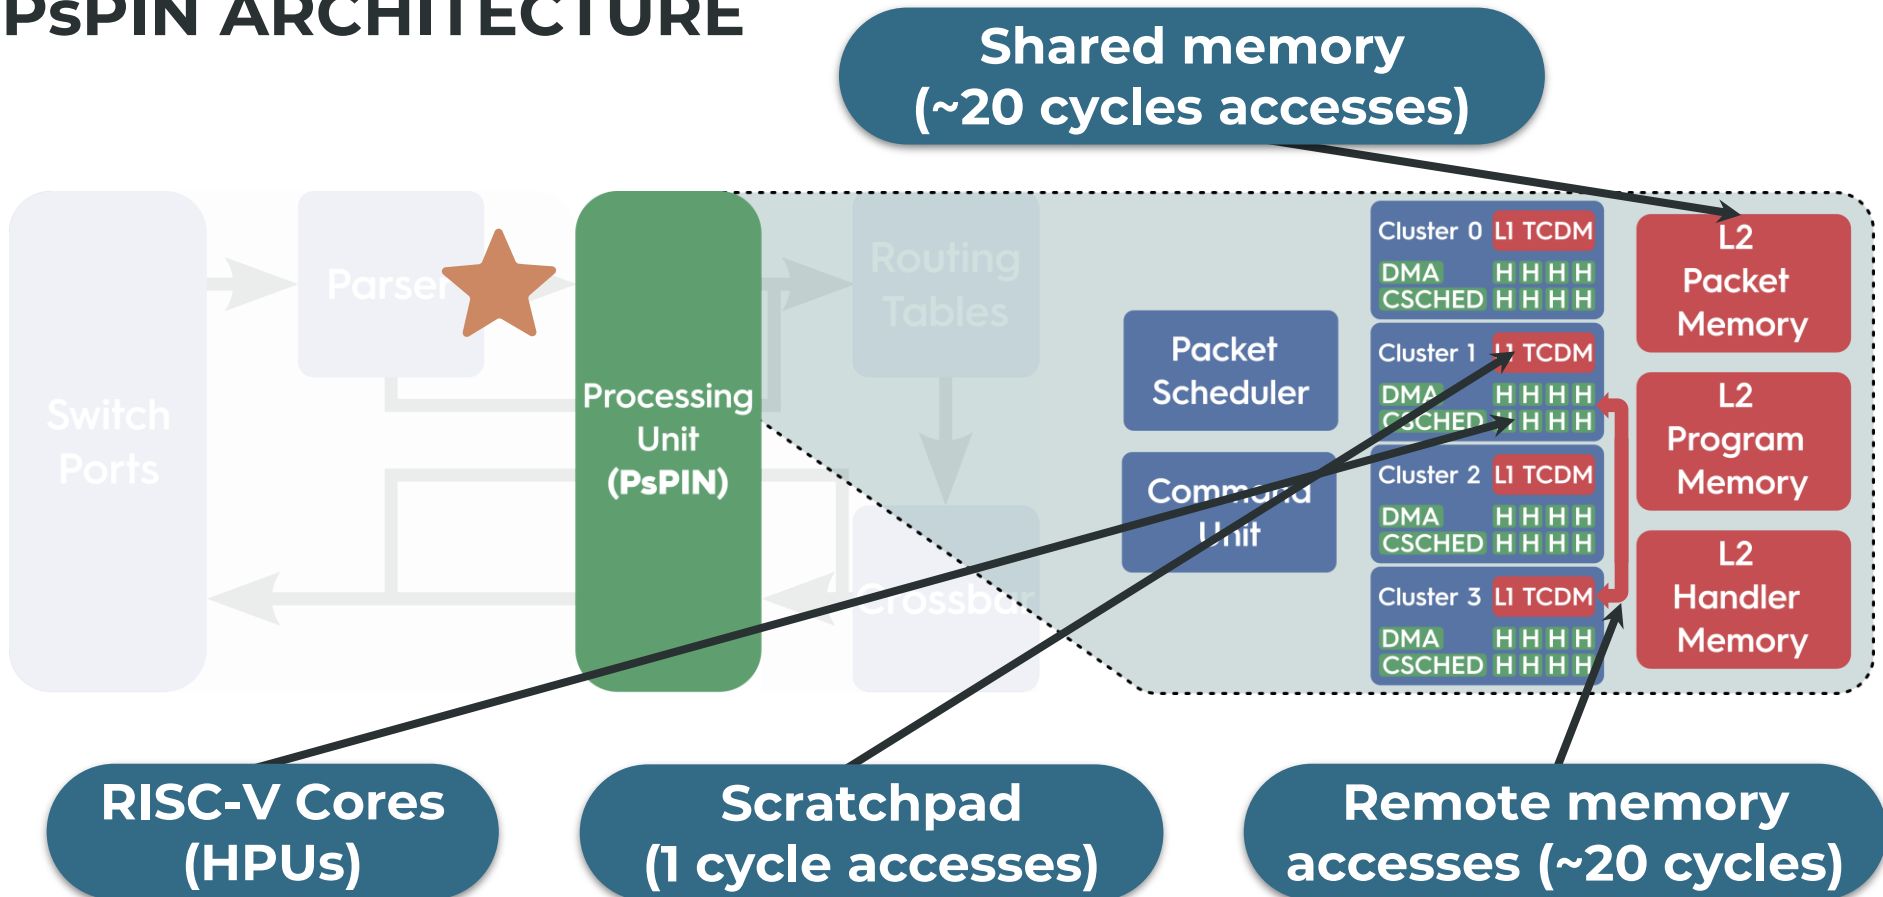 PsPIN ARCHITECTURE
Shared memory
(~20 cycles accesses)
Switch
Ports
Parser
Processing
Unit
(PsPIN)
Routing
Tables
Crossbar
Packet
Scheduler
Command
Unit
Cluster 0 L1 TCDM
DMA H H H H
CSCHED H H H H
Cluster 1 L1 TCDM
DMA H H H H
CSCHED H H H H
Cluster 2 L1 TCDM
DMA H H H H
CSCHED H H H H
Cluster 3 L1 TCDM
DMA H H H H
CSCHED H H H H
L2
Packet
Memory
L2
Program
Memory
L2
Handler
Memory
RISC-V Cores
(HPUs)
Scratchpad
(1 cycle accesses)
Remote memory
accesses (~20 cycles)